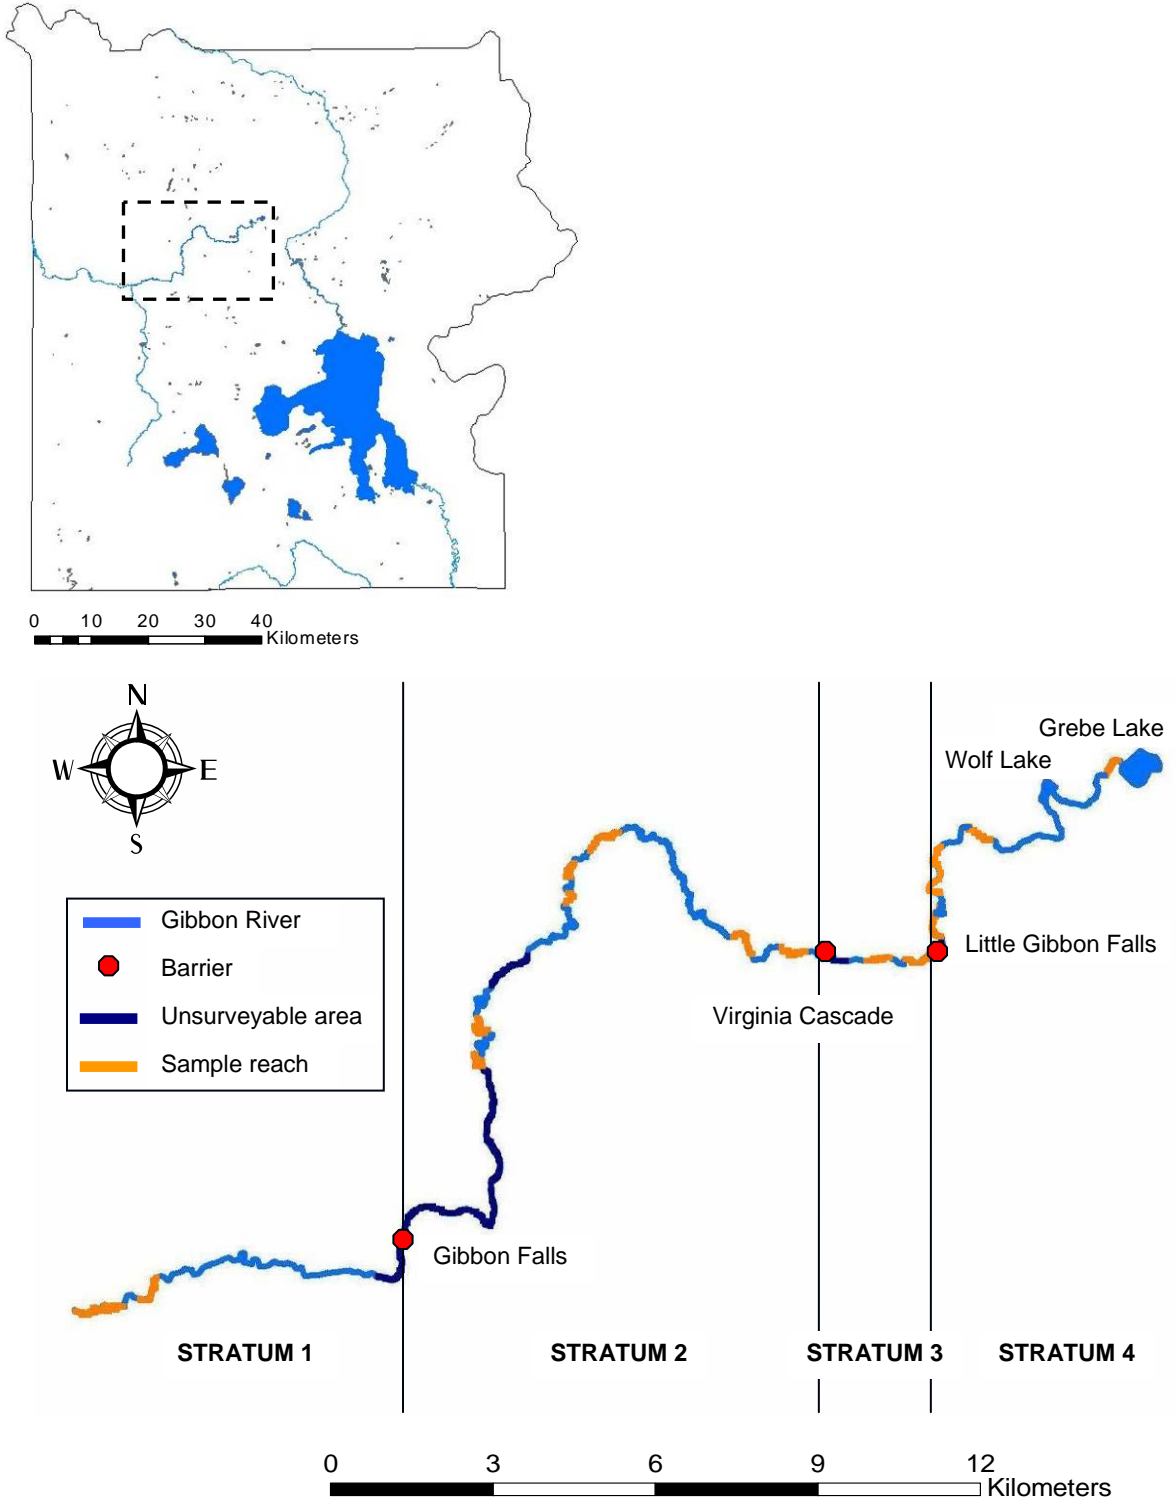 0 10 20 30 40
Kilometers
N
W E
S
Grebe Lake
Wolf Lake
Gibbon River
Barrier
Unsurveyable area
Sample reach
Little Gibbon Falls
Virginia Cascade
Gibbon Falls
STRATUM 1 STRATUM 2 STRATUM 3 STRATUM 4
0 3 6 9 12
Kilometers